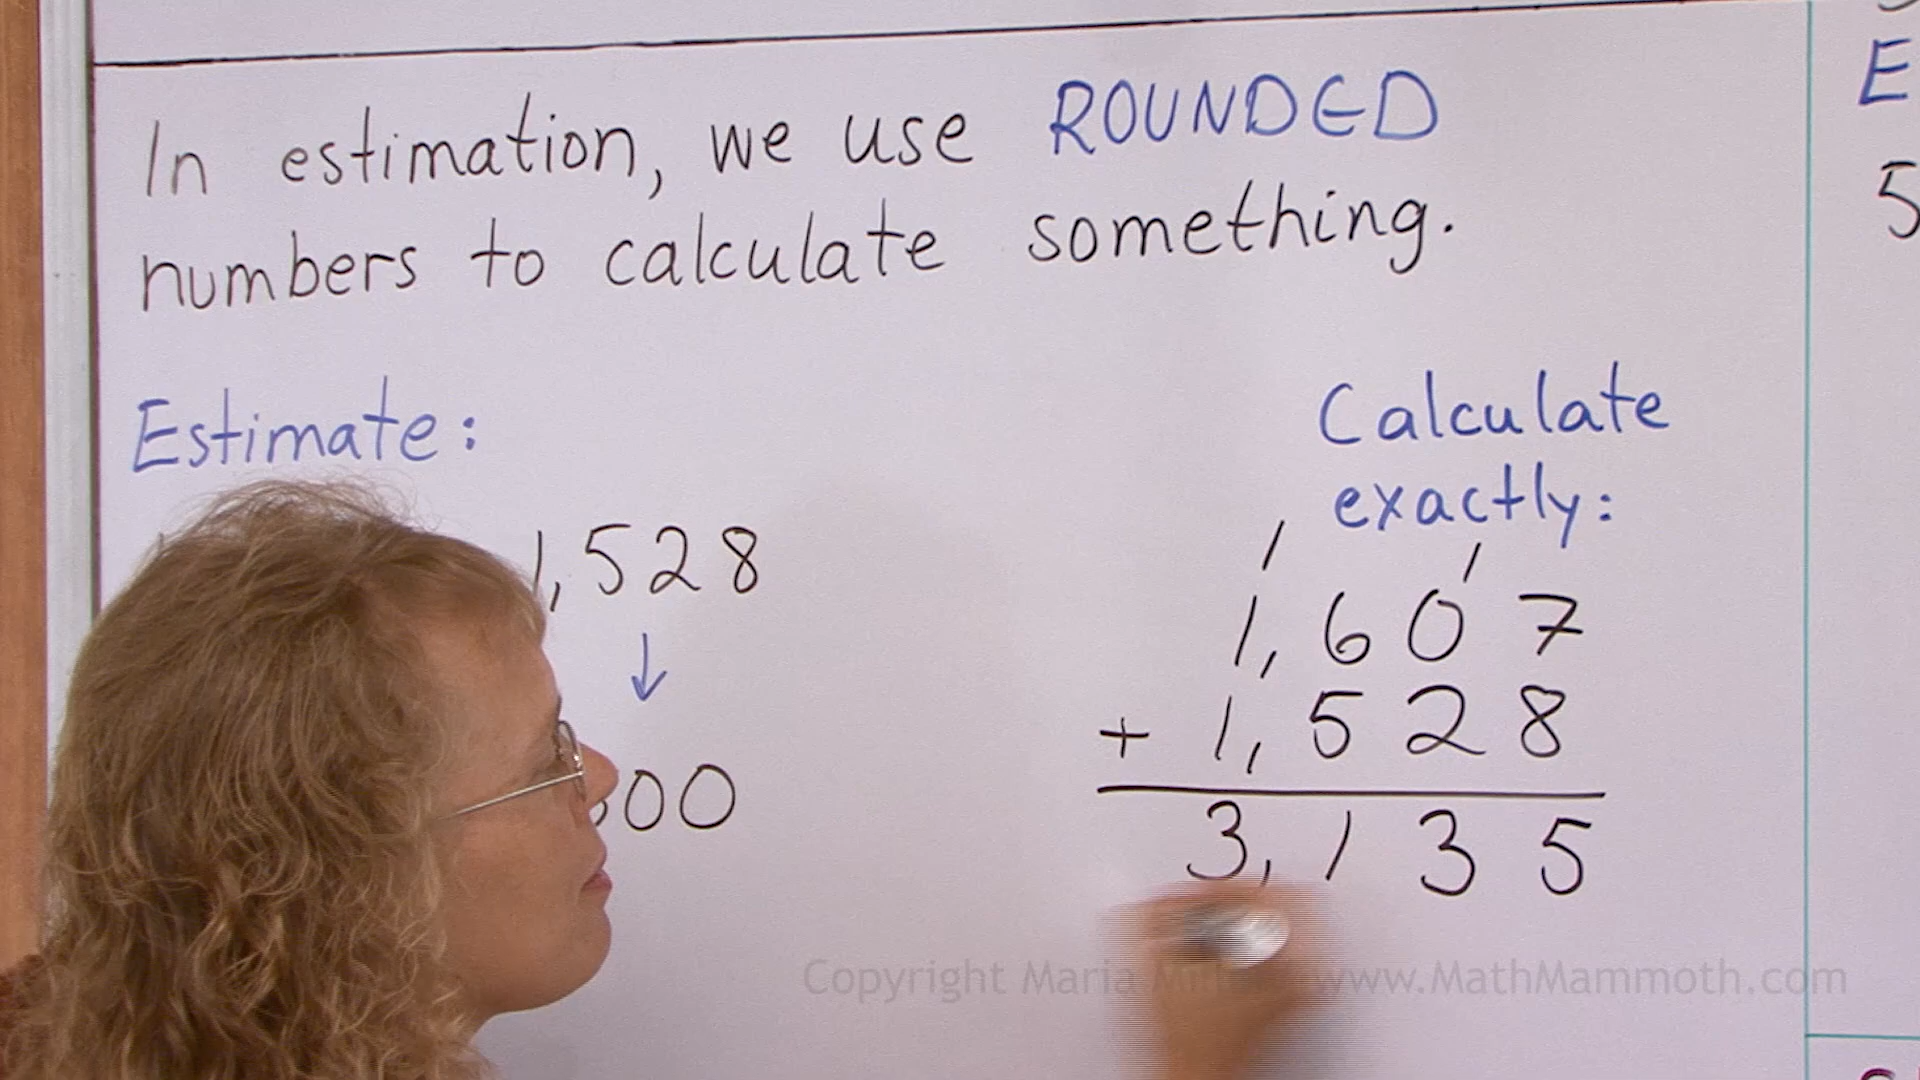 In estimation, we use ROUNDED
numbers to calculate something.
Estimate:
1,528
↓
00
Calculate
exactly:
1 1
1,607
+ 1,528
3,135
E
5
Copyright Maria www.MathMammoth.com